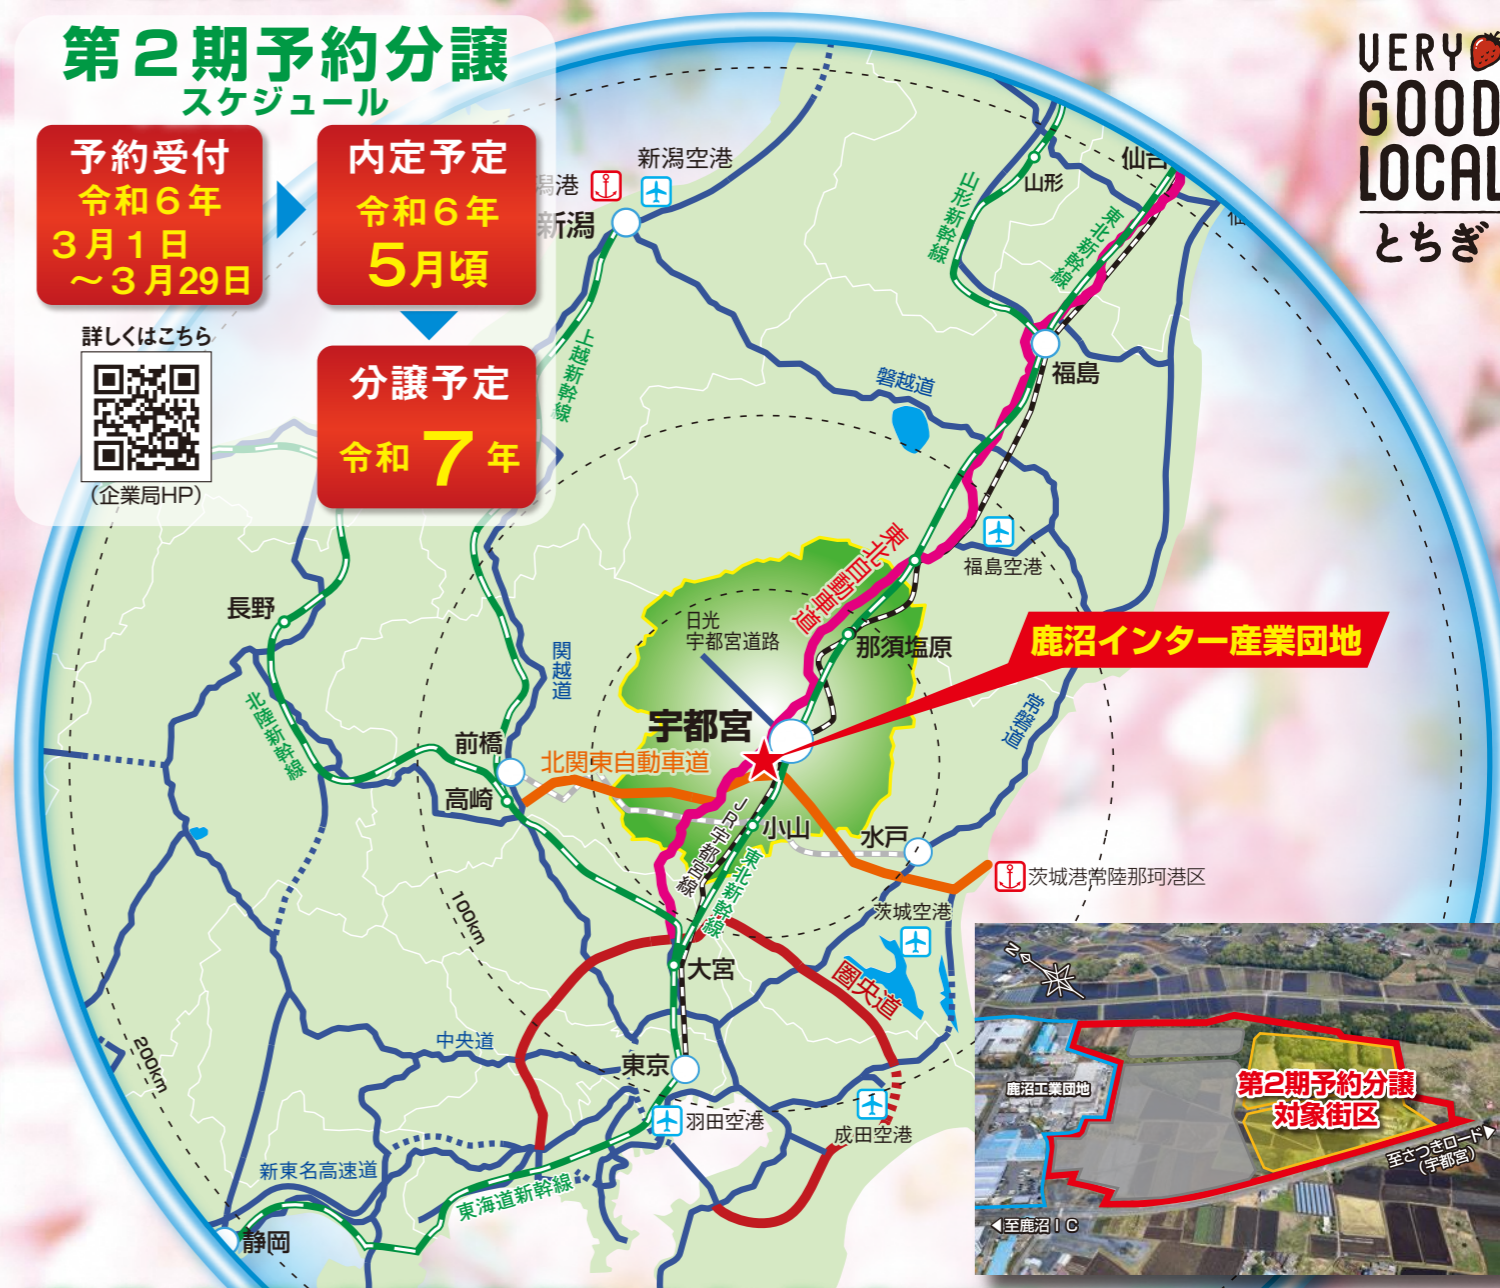 第2期予約分譲
スケジュール
予約受付
令和6年
3月1日
～3月29日
内定予定
令和6年
5月頃
分譲予定
令和7年
詳しくはこちら
（企業局HP）
VERY
GOOD
LOCAL
とちぎ
新潟空港
潟港
新潟
山形
仙台
仙
山形新幹線
東北新幹線
福島
上越新幹線
磐越道
福島空港
東北自動車道
日光
宇都宮道路
那須塩原
鹿沼インター産業団地
長野
関越道
常磐道
北陸新幹線
宇都宮
前橋
北関東自動車道
高崎
JR宇都宮線
小山
水戸
東北新幹線
茨城港常陸那珂港区
茨城空港
100km
大宮
圏央道
中央道
200km
東京
羽田空港
成田空港
新東名高速道
東海道新幹線
静岡
N
鹿沼工業団地
第2期予約分譲
対象街区
至さつきロード▶
（宇都宮）
◀至鹿沼IC